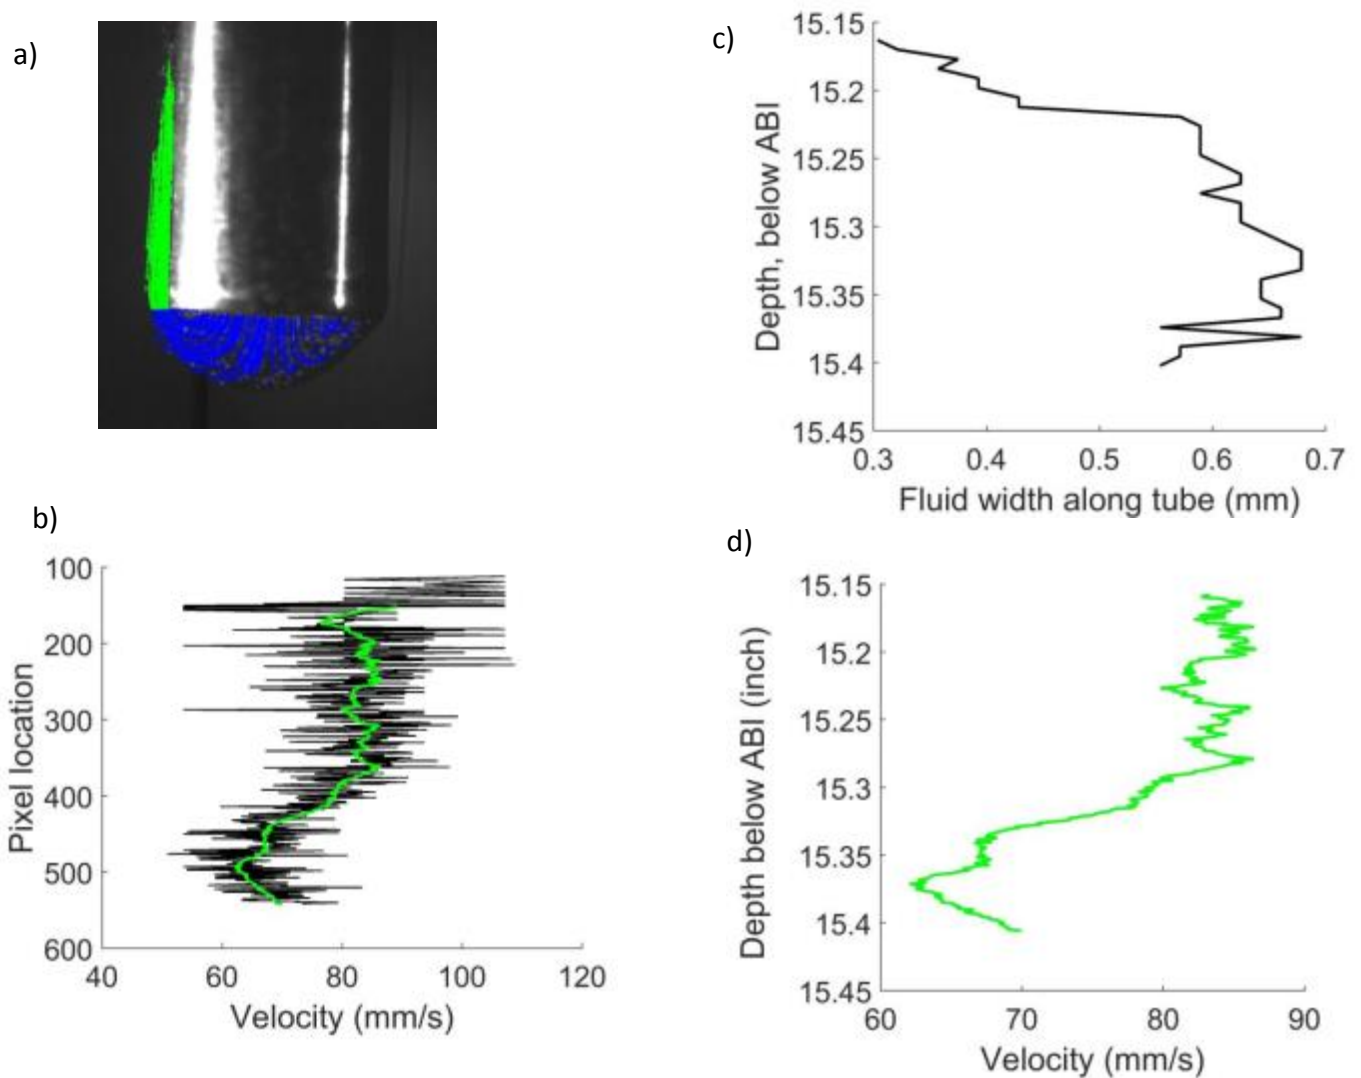 a)
b)
100
200
300
400
500
600
40 60 80 100 120
Pixel location
Velocity (mm/s)
c)
15.15
15.2
15.25
15.3
15.35
15.4
15.45
0.3 0.4 0.5 0.6 0.7
Depth, below ABI
Fluid width along tube (mm)
d)
15.15
15.2
15.25
15.3
15.35
15.4
15.45
60 70 80 90
Depth below ABI (inch)
Velocity (mm/s)